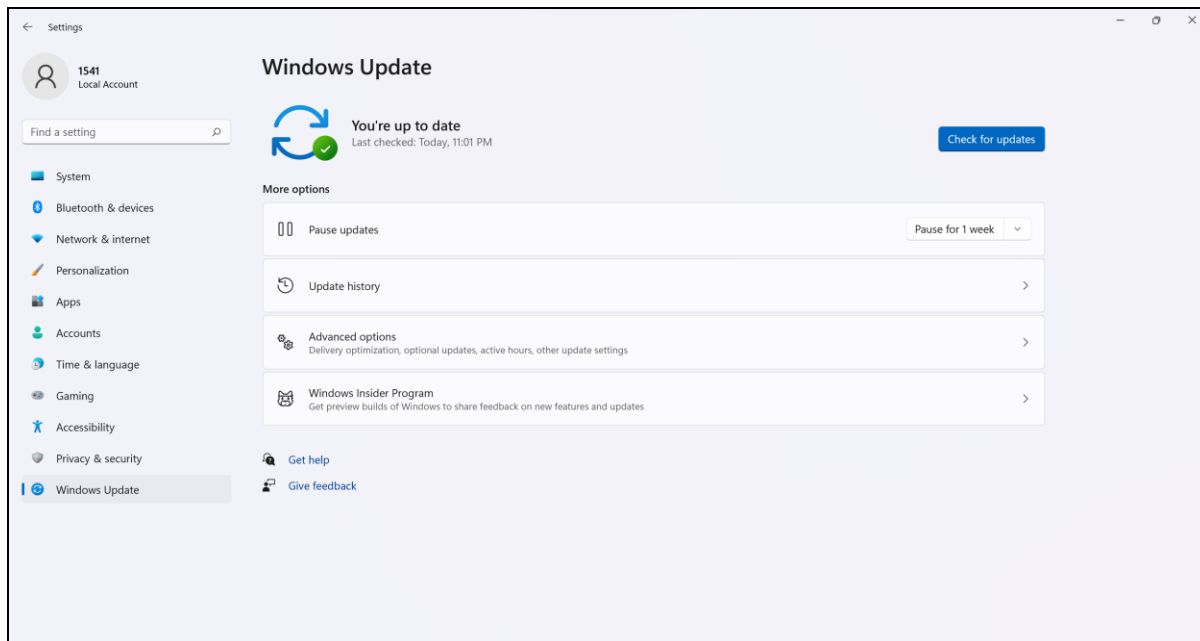 Settings
1541
Local Account
Find a setting
System
Bluetooth & devices
Network & internet
Personalization
Apps
Accounts
Time & language
Gaming
Accessibility
Privacy & security
Windows Update
Windows Update
You're up to date
Last checked: Today, 11:01 PM
Check for updates
More options
Pause updates
Pause for 1 week
Update history
Advanced options
Delivery optimization, optional updates, active hours, other update settings
Windows Insider Program
Get preview builds of Windows to share feedback on new features and updates
Get help
Give feedback